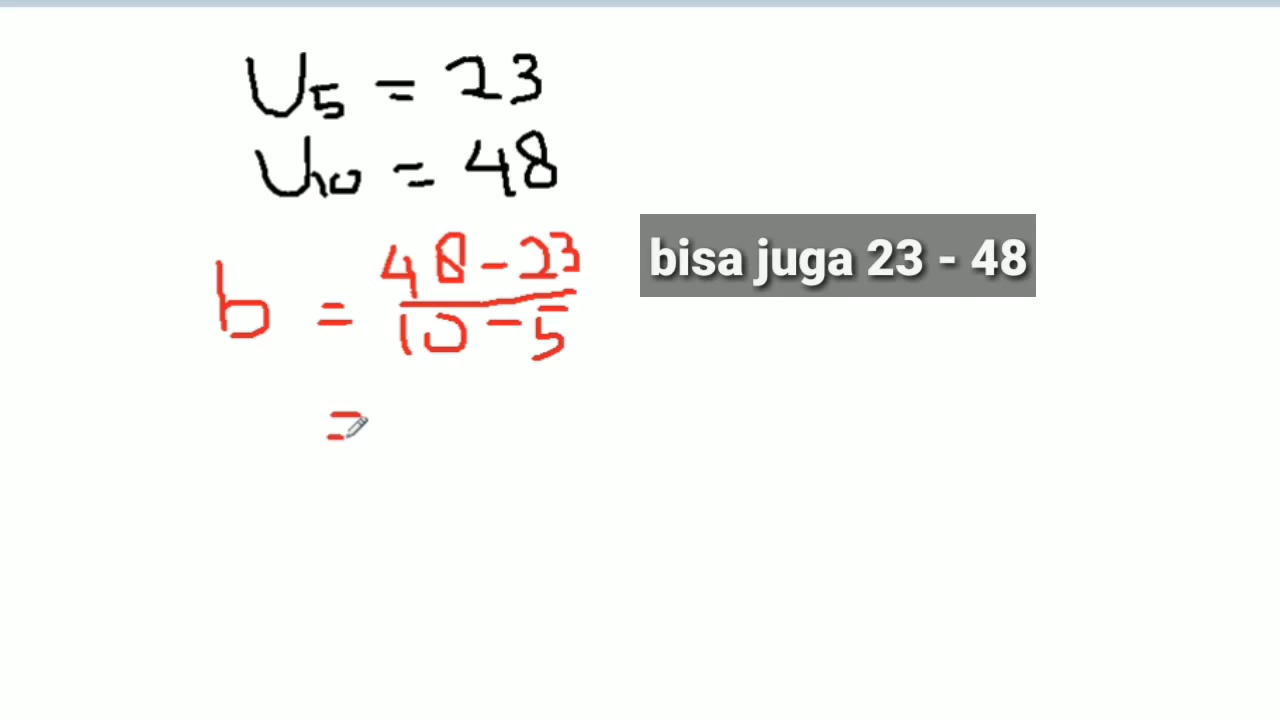 U5 = 23
U10 = 48
b = 48 - 23
10 - 5
=
bisa juga 23 - 48